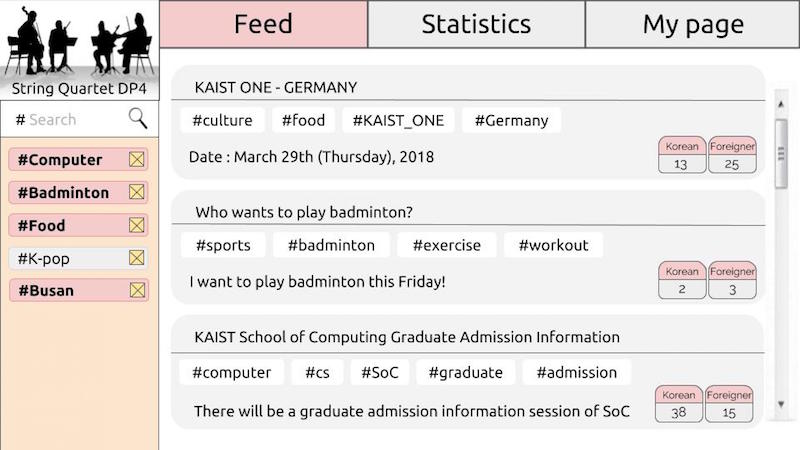 Feed
Statistics
My page
String Quartet DP4
# Search
#Computer
#Badminton
#Food
#K-pop
#Busan
KAIST ONE - GERMANY
#culture #food #KAIST_ONE #Germany
Date : March 29th (Thursday), 2018
Korean Foreigner
13 25
Who wants to play badminton?
#sports #badminton #exercise #workout
I want to play badminton this Friday!
Korean Foreigner
2 3
KAIST School of Computing Graduate Admission Information
#computer #cs #SoC #graduate #admission
There will be a graduate admission information session of SoC
Korean Foreigner
38 15